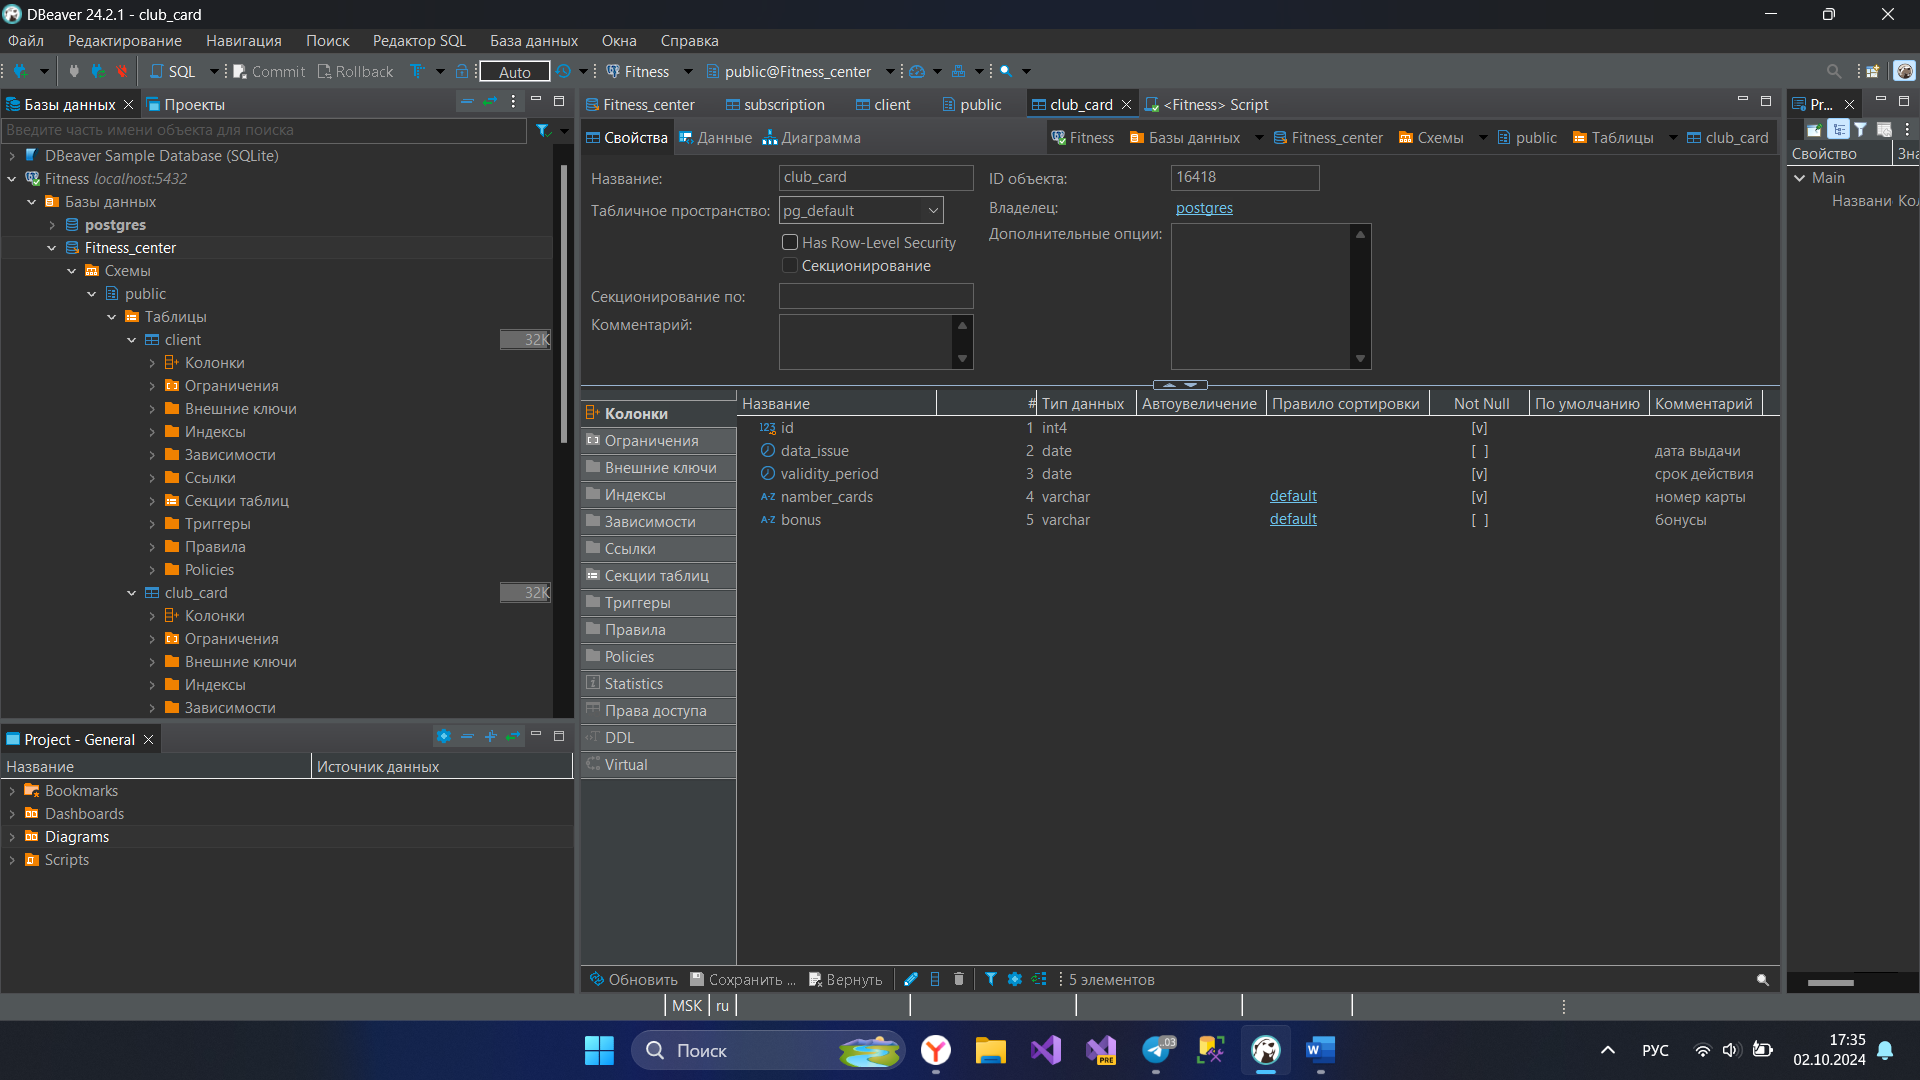 DBeaver 24.2.1 - club_card
Файл Редактирование Навигация Поиск Редактор SQL База данных Окна Справка
SQL Commit Rollback Auto Fitness public@Fitness_center
Базы данных Проекты
Введите часть имени объекта для поиска
DBeaver Sample Database (SQLite)
Fitness localhost:5432
Базы данных
postgres
Fitness_center
Схемы
public
Таблицы
client 32K
Колонки
Ограничения
Внешние ключи
Индексы
Зависимости
Ссылки
Секции таблиц
Триггеры
Правила
Policies
club_card 32K
Колонки
Ограничения
Внешние ключи
Индексы
Зависимости
Project - General
Название Источник данных
Bookmarks
Dashboards
Diagrams
Scripts
Fitness_center subscription client public club_card <Fitness> Script
Свойства Данные Диаграмма
Fitness Базы данных Fitness_center Схемы public Таблицы club_card
Название: club_card
Табличное пространство: pg_default
Has Row-Level Security
Секционирование
Секционирование по:
Комментарий:
ID объекта: 16418
Владелец: postgres
Дополнительные опции:
Колонки
Ограничения
Внешние ключи
Индексы
Зависимости
Ссылки
Секции таблиц
Триггеры
Правила
Policies
Statistics
Права доступа
DDL
Virtual
Название # Тип данных Автоувеличение Правило сортировки Not Null По умолчанию Комментарий
123 id 1 int4 [v]
data_issue 2 date [ ] дата выдачи
validity_period 3 date [v] срок действия
A-Z namber_cards 4 varchar default [v] номер карты
A-Z bonus 5 varchar default [ ] бонусы
Обновить Сохранить ... Вернуть 5 элементов
Pr...
Свойство Зна
Main
Названи Кол
MSK ru
Поиск
PRE
..03
РУС
17:35
02.10.2024